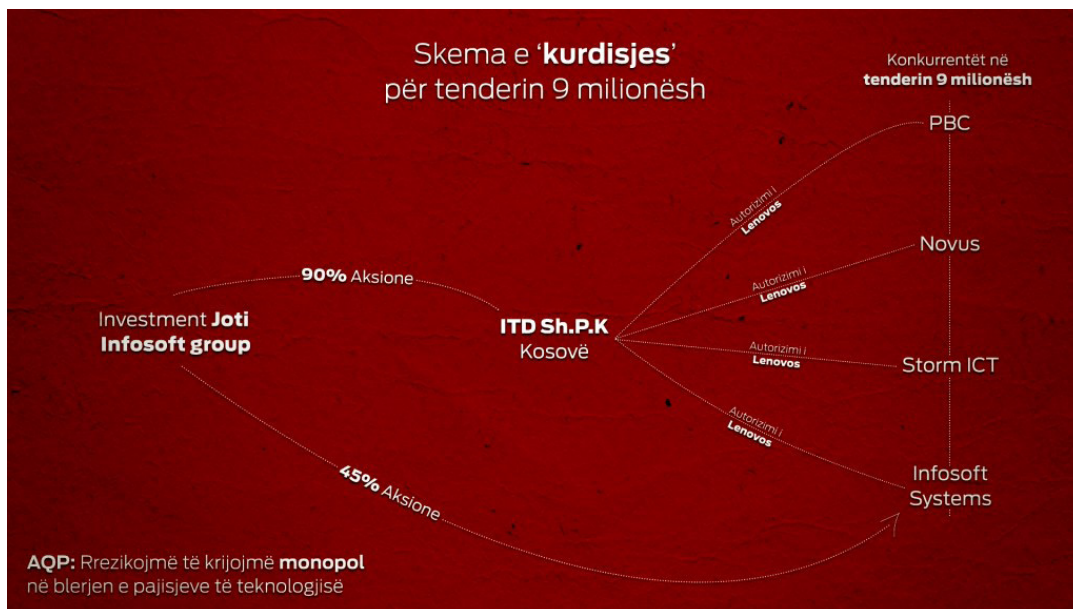 Skema e ‘kurdisjes’
për tenderin 9 milionësh
Konkurrentët në
tenderin 9 milionësh
PBC
Autorizimi i
Lenovos
Novus
Autorizimi i
Lenovos
90% Aksione
Investment Joti
Infosoft group
ITD Sh.P.K
Kosovë
Autorizimi i
Lenovos
Storm ICT
Autorizimi i
Lenovos
Infosoft
Systems
45% Aksione
AQP: Rrezikojmë të krijojmë monopol
në blerjen e pajisjeve të teknologjisë